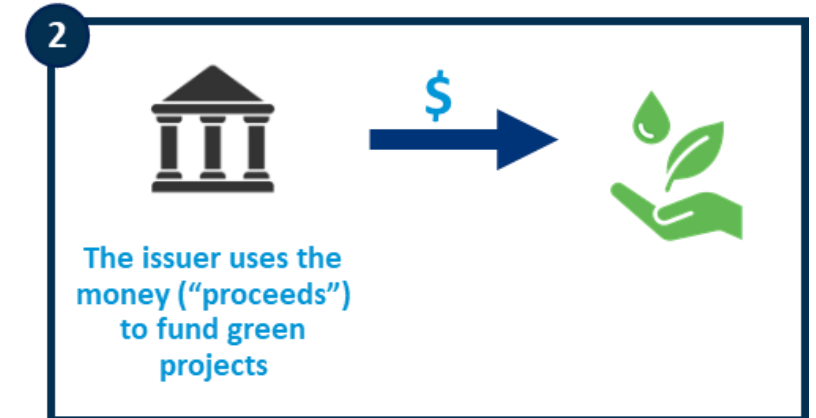 2
$
The issuer uses the
money (“proceeds”)
to fund green
projects